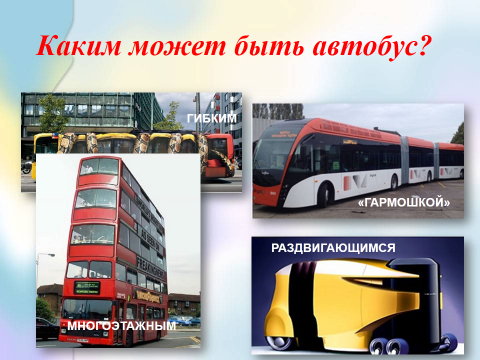 Каким может быть автобус?
ГИБКИМ
«ГАРМОШКОЙ»
РАЗДВИГАЮЩИМСЯ
МНОГОЭТАЖНЫМ